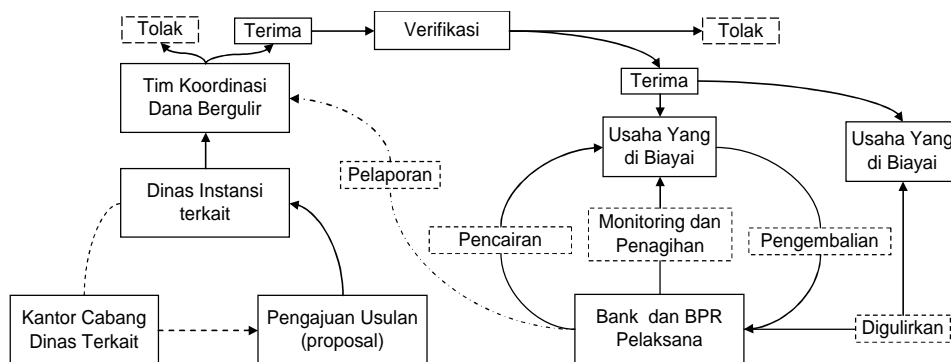 Tolak
Terima
Verifikasi
Tolak
Tim Koordinasi
Dana Bergulir
Terima
Usaha Yang
di Biayai
Usaha Yang
di Biayai
Pelaporan
Dinas Instansi
terkait
Pencairan
Monitoring dan
Penagihan
Pengembalian
Kantor Cabang
Dinas Terkait
Pengajuan Usulan
(proposal)
Bank dan BPR
Pelaksana
Digulirkan